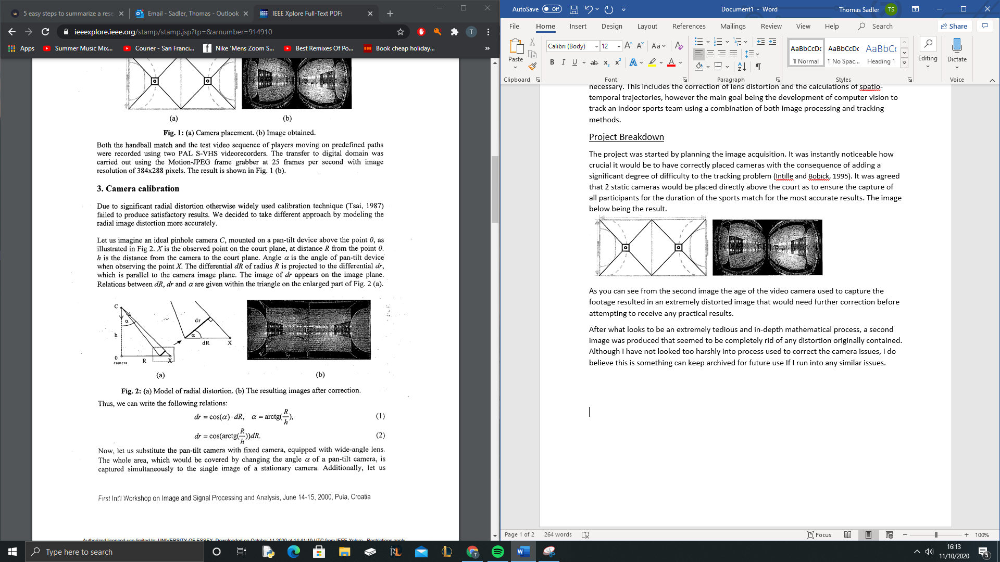 5 easy steps to summarize a rese
Email - Sadler, Thomas - Outlook
IEEE IEEE Xplore Full-Text PDF:
ieeexplore.ieee.org/stamp/stamp.jsp?tp=&arnumber=914910
T
Apps
Summer Music Mix...
Courier - San Franci...
Nike 'Mens Zoom S...
Best Remixes Of Po...
Book cheap holiday...
»
(a) (b)
Fig. 1: (a) Camera placement. (b) Image obtained.
Both the handball match and the test video sequence of players moving on predefined paths
were recorded using two PAL S-VHS videorecorders. The transfer to digital domain was
carried out using the Motion-JPEG frame grabber at 25 frames per second with image
resolution of 384x288 pixels. The result is shown in Fig. 1 (b).
3. Camera calibration
Due to significant radial distortion otherwise widely used calibration technique (Tsai, 1987)
failed to produce satisfactory results. We decided to take different approach by modeling the
radial image distortion more accurately.
Let us imagine an ideal pinhole camera C, mounted on a pan-tilt device above the point 0, as
illustrated in Fig 2. X is the observed point on the court plane, at distance R from the point 0.
h is the distance from the camera to the court plane. Angle α is the angle of pan-tilt device
when observing the point X. The differential dR of radius R is projected to the differential dr,
which is parallel to the camera image plane. The image of dr appears on the image plane.
Relations between dR, dr and α are given within the triangle on the enlarged part of Fig. 2 (a).
C
α
h
0
camera
R
X
dr
α
dR
X
(a) (b)
Fig. 2: (a) Model of radial distortion. (b) The resulting images after correction.
Thus, we can write the following relations:
dr = cos(α)·dR, α = arctg(R/h), (1)
dr = cos(arctg(R/h))dR. (2)
Now, let us substitute the pan-tilt camera with fixed camera, equipped with wide-angle lens.
The whole area, which would be covered by changing the angle α of a pan-tilt camera, is
captured simultaneously to the single image of a stationary camera. Additionally, let us
First Int'l Workshop on Image and Signal Processing and Analysis, June 14-15, 2000, Pula, Croatia
Authorized licensed use limited to: UNIVERSITY OF ESSEX. Downloaded on October 11,2020 at 14:41:10 UTC from IEEE Xplore. Restrictions apply.
AutoSave Off
Document1 - Word
Thomas Sadler TS
File Home Insert Design Layout References Mailings Review View Help Search Share
Paste
Calibri (Body) 12
Aa
B I U ab x₂ x²
AaBbCcDc AaBbCcDc AaBbCc
¶ Normal ¶ No Spac... Heading 1
Editing
Dictate
Clipboard Font Paragraph Styles Voice
necessary. This includes the correction of lens distortion and the calculations of spatio-
temporal trajectories, however the main goal being the development of computer vision to
track an indoor sports team using a combination of both image processing and tracking
methods.
Project Breakdown
The project was started by planning the image acquisition. It was instantly noticeable how
crucial it would be to have correctly placed cameras with the consequence of adding a
significant degree of difficulty to the tracking problem (Intille and Bobick, 1995). It was agreed
that 2 static cameras would be placed directly above the court as to ensure the capture of
all participants for the duration of the sports match for the most accurate results. The image
below being the result.
As you can see from the second image the age of the video camera used to capture the
footage resulted in an extremely distorted image that would need further correction before
attempting to receive any practical results.
After what looks to be an extremely tedious and in-depth mathematical process, a second
image was produced that seemed to be completely rid of any distortion originally contained.
Although I have not looked too harshly into process used to correct the camera issues, I do
believe this is something can keep archived for future use If I run into any similar issues.
Page 1 of 2 264 words
Focus
100%
Type here to search
16:13
11/10/2020
5